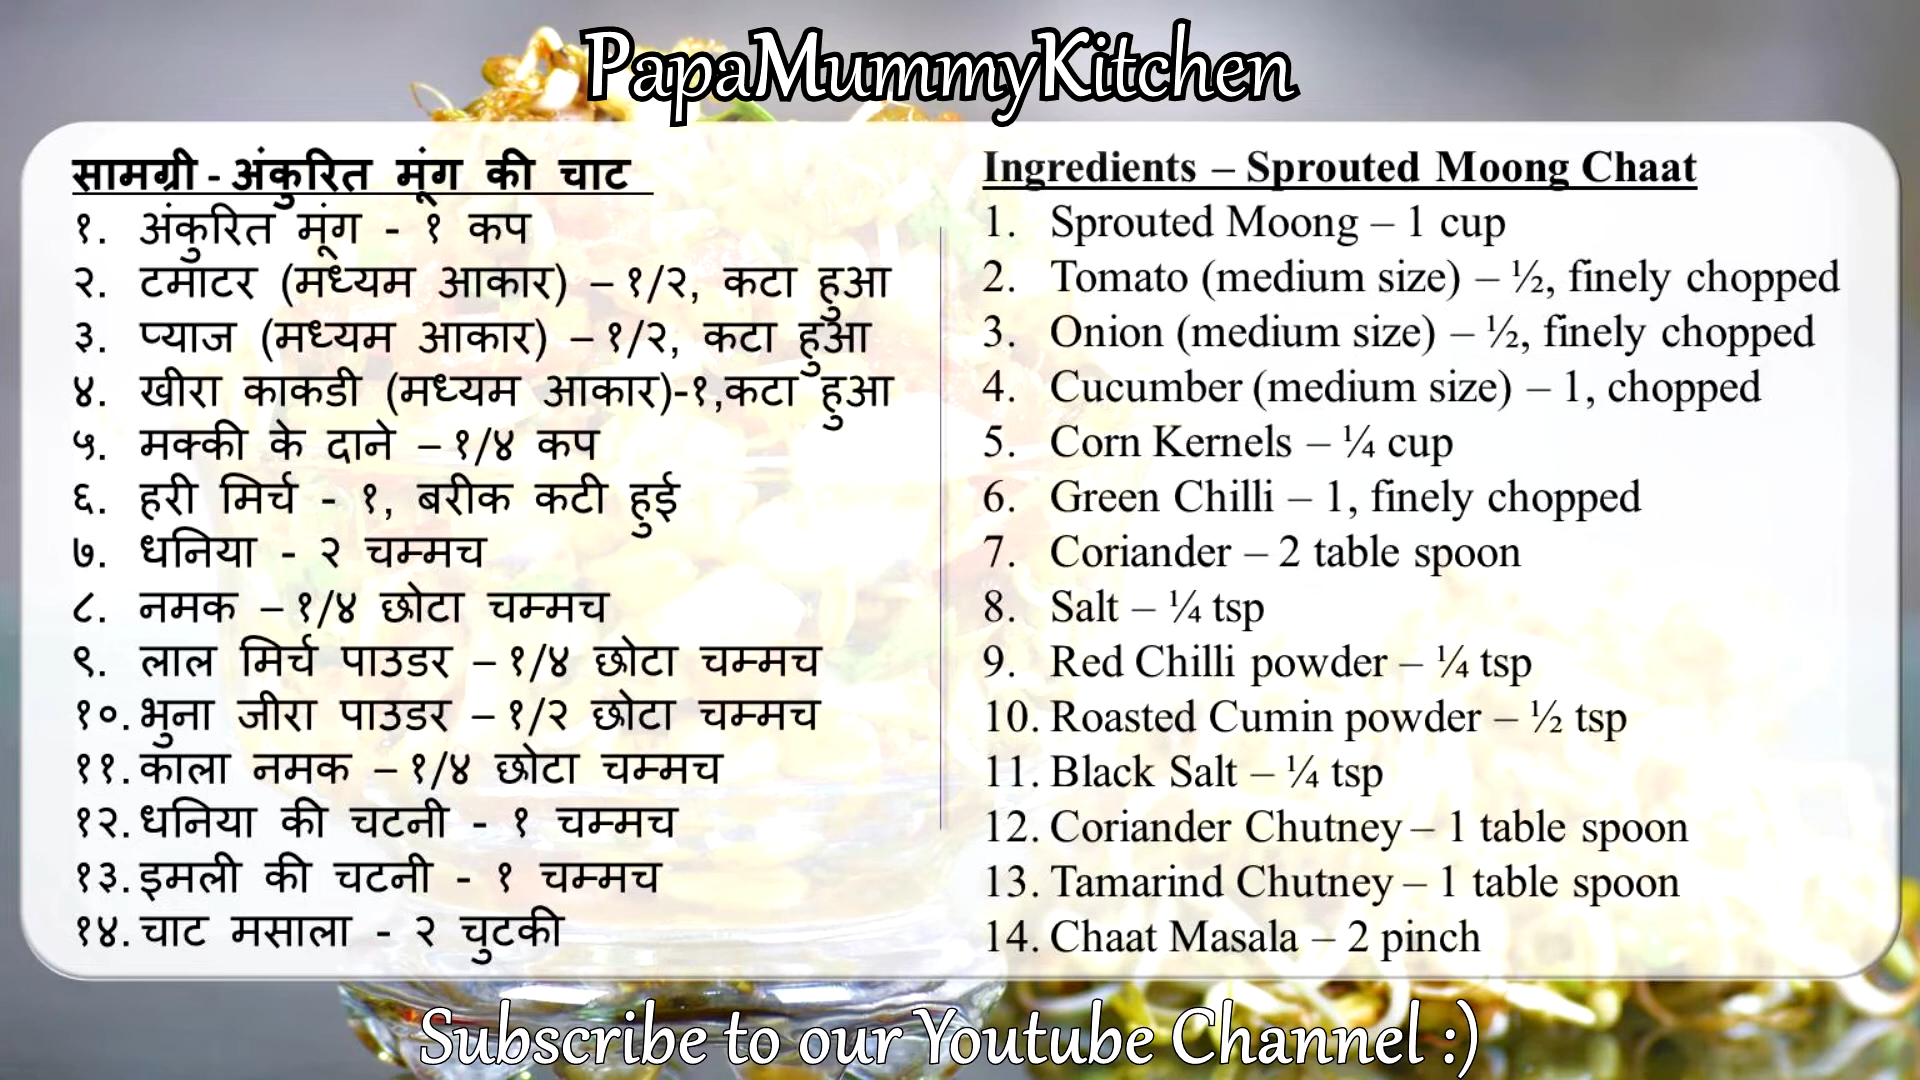 PapaMummyKitchen
सामग्री - अंकुरित मूंग की चाट
१. अंकुरित मूंग - १ कप
२. टमाटर (मध्यम आकार) – १/२, कटा हुआ
३. प्याज (मध्यम आकार) – १/२, कटा हुआ
४. खीरा काकडी (मध्यम आकार)-१,कटा हुआ
५. मक्की के दाने – १/४ कप
६. हरी मिर्च - १, बरीक कटी हुई
७. धनिया - २ चम्मच
८. नमक – १/४ छोटा चम्मच
९. लाल मिर्च पाउडर – १/४ छोटा चम्मच
१०. भुना जीरा पाउडर – १/२ छोटा चम्मच
११. काला नमक – १/४ छोटा चम्मच
१२. धनिया की चटनी - १ चम्मच
१३. इमली की चटनी - १ चम्मच
१४. चाट मसाला - २ चुटकी
Ingredients – Sprouted Moong Chaat
1. Sprouted Moong – 1 cup
2. Tomato (medium size) – ½, finely chopped
3. Onion (medium size) – ½, finely chopped
4. Cucumber (medium size) – 1, chopped
5. Corn Kernels – ¼ cup
6. Green Chilli – 1, finely chopped
7. Coriander – 2 table spoon
8. Salt – ¼ tsp
9. Red Chilli powder – ¼ tsp
10. Roasted Cumin powder – ½ tsp
11. Black Salt – ¼ tsp
12. Coriander Chutney – 1 table spoon
13. Tamarind Chutney – 1 table spoon
14. Chaat Masala – 2 pinch
Subscribe to our Youtube Channel :)